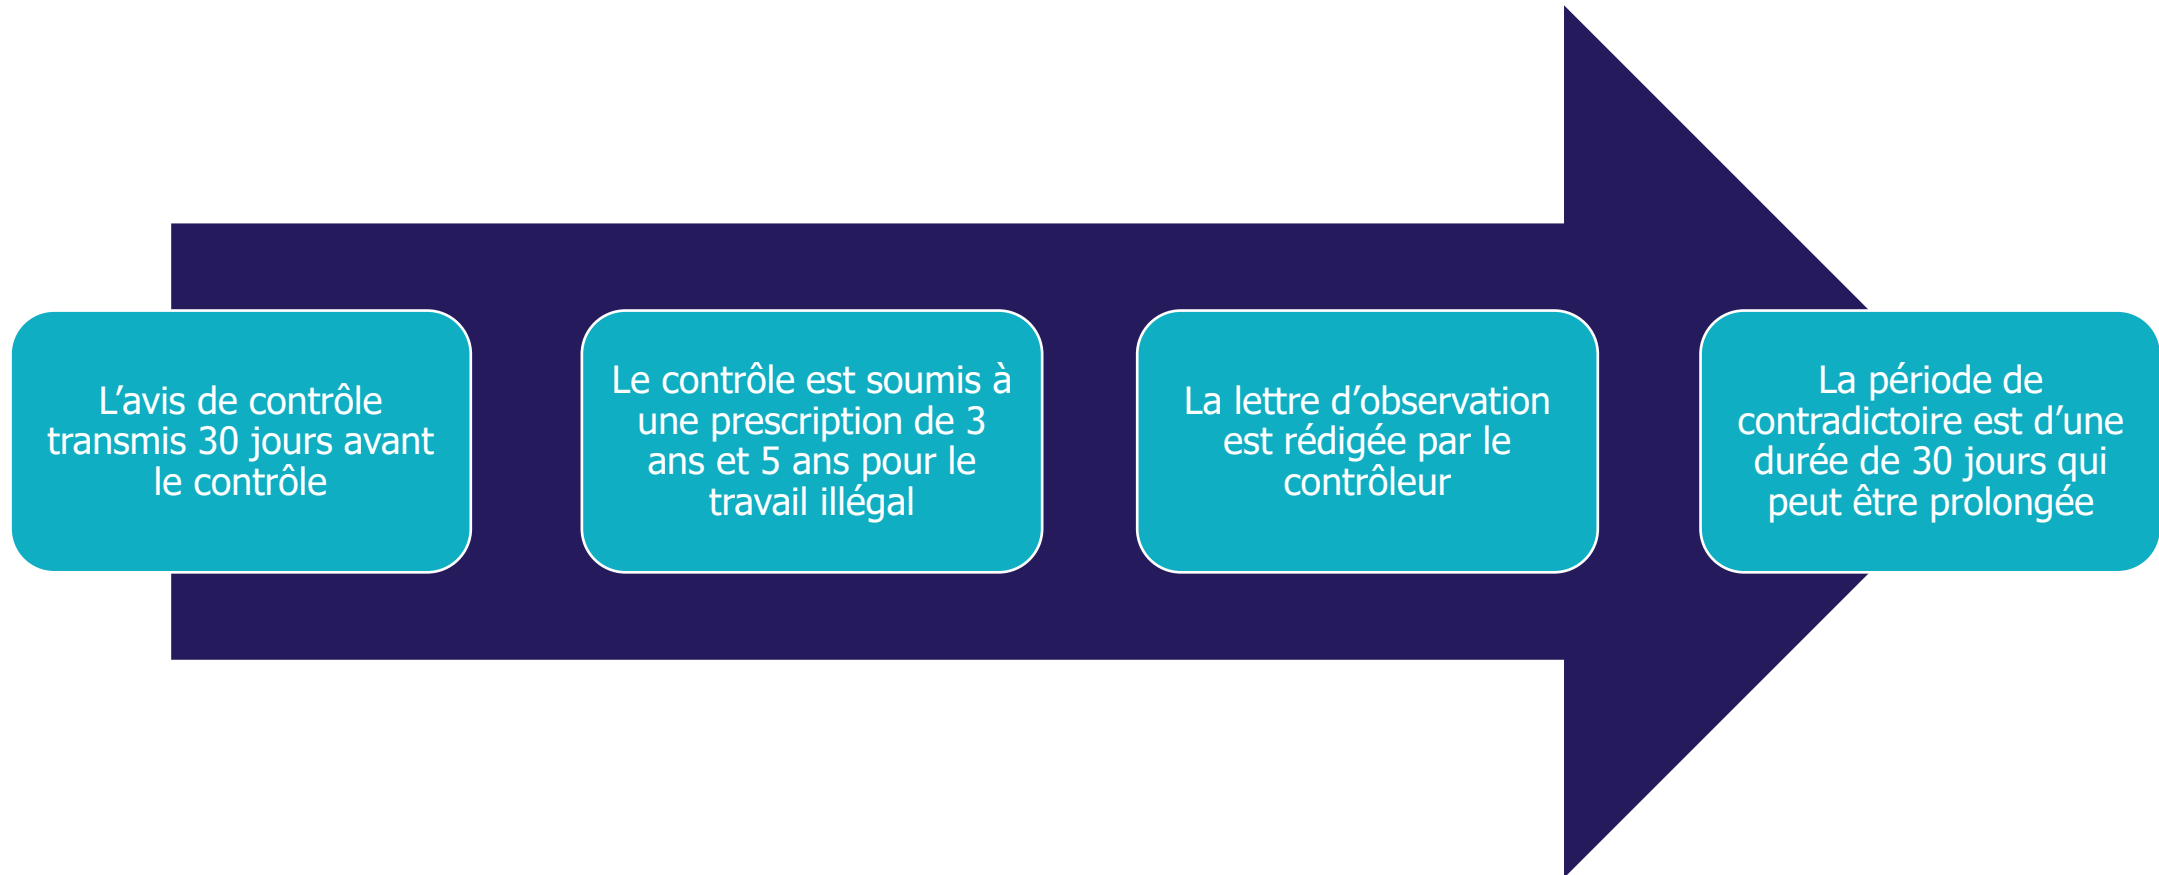 L’avis de contrôle
transmis 30 jours avant
le contrôle
Le contrôle est soumis à
une prescription de 3
ans et 5 ans pour le
travail illégal
La lettre d’observation
est rédigée par le
contrôleur
La période de
contradictoire est d’une
durée de 30 jours qui
peut être prolongée